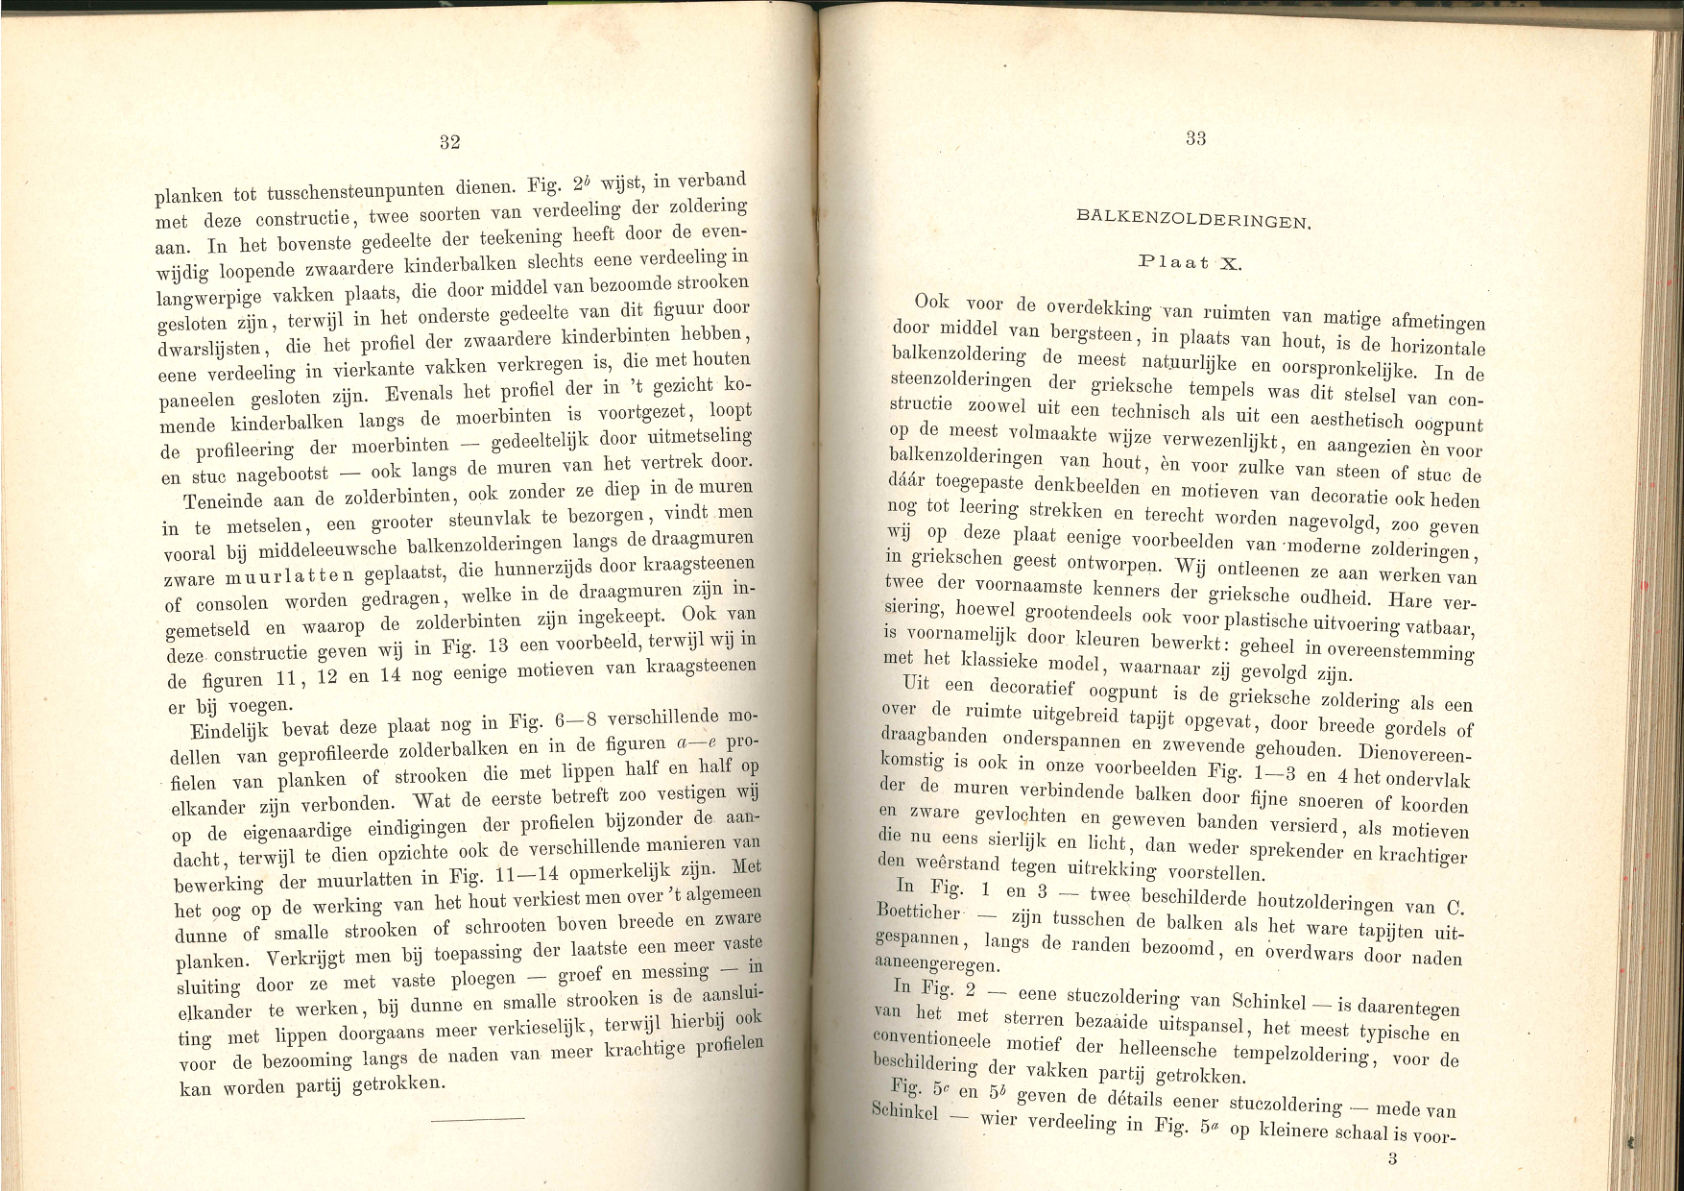 32
planken tot tusschensteunpunten dienen. Fig. 2b wijst, in verband
met deze constructie, twee soorten van verdeeling der zoldering
aan. In het bovenste gedeelte der teekening heeft door de even-
wijdig loopende zwaardere kinderbalken slechts eene verdeeling in
langwerpige vakken plaats, die door middel van bezoomde strooken
gesloten zijn, terwijl in het onderste gedeelte van dit figuur door
dwarslijsten, die het profiel der zwaardere kinderbinten hebben,
eene verdeeling in vierkante vakken verkregen is, die met houten
paneelen gesloten zijn. Evenals het profiel der in 't gezicht ko-
mende kinderbalken langs de moerbinten is voortgezet, loopt
de profileering der moerbinten — gedeeltelijk door uitmetseling
en stuc nagebootst — ook langs de muren van het vertrek door.
Teneinde aan de zolderbinten, ook zonder ze diep in de muren
in te metselen, een grooter steunvlak te bezorgen, vindt men
vooral bij middeleeuwsche balkenzolderingen langs de draagmuren
zware muurlatten geplaatst, die hunnerzijds door kraagsteenen
of consolen worden gedragen, welke in de draagmuren zijn in-
gemetseld en waarop de zolderbinten zijn ingekeept. Ook van
deze constructie geven wij in Fig. 13 een voorbeeld, terwijl wij in
de figuren 11, 12 en 14 nog eenige motieven van kraagsteenen
er bij voegen.
Eindelijk bevat deze plaat nog in Fig. 6—8 verschillende mo-
dellen van geprofileerde zolderbalken en in de figuren a—e pro-
fielen van planken of strooken die met lippen half en half op
elkander zijn verbonden. Wat de eerste betreft zoo vestigen wij
op de eigenaardige eindigingen der profielen bijzonder de aan-
dacht, terwijl te dien opzichte ook de verschillende manieren van
bewerking der muurlatten in Fig. 11—14 opmerkelijk zijn. Met
het oog op de werking van het hout verkiest men over 't algemeen
dunne of smalle strooken of schrooten boven breede en zware
planken. Verkrijgt men bij toepassing der laatste een meer vaste
sluiting door ze met vaste ploegen — groef en messing — in
elkander te werken, bij dunne en smalle strooken is de aanslui-
ting met lippen doorgaans meer verkieselijk, terwijl hierbij ook
voor de bezooming langs de naden van meer krachtige profielen
kan worden partij getrokken.
33
BALKENZOLDERINGEN.
Plaat X.
Ook voor de overdekking van ruimten van matige afmetingen
door middel van bergsteen, in plaats van hout, is de horizontale
balkenzoldering de meest natuurlijke en oorspronkelijke. In de
steenzolderingen der grieksche tempels was dit stelsel van con-
structie zoowel uit een technisch als uit een aesthetisch oogpunt
op de meest volmaakte wijze verwezenlijkt, en aangezien èn voor
balkenzolderingen van hout, èn voor zulke van steen of stuc de
dáár toegepaste denkbeelden en motieven van decoratie ook heden
nog tot leering strekken en terecht worden nagevolgd, zoo geven
wij op deze plaat eenige voorbeelden van moderne zolderingen,
in griekschen geest ontworpen. Wij ontleenen ze aan werken van
twee der voornaamste kenners der grieksche oudheid. Hare ver-
siering, hoewel grootendeels ook voor plastische uitvoering vatbaar,
is voornamelijk door kleuren bewerkt: geheel in overeenstemming
met het klassieke model, waarnaar zij gevolgd zijn.
Uit een decoratief oogpunt is de grieksche zoldering als een
over de ruimte uitgebreid tapijt opgevat, door breede gordels of
draagbanden onderspannen en zwevende gehouden. Dienovereen-
komstig is ook in onze voorbeelden Fig. 1—3 en 4 het ondervlak
der de muren verbindende balken door fijne snoeren of koorden
en zware gevlochten en geweven banden versierd, als motieven
die nu eens sierlijk en licht, dan weder sprekender en krachtiger
den weêrstand tegen uitrekking voorstellen.
In Fig. 1 en 3 — twee beschilderde houtzolderingen van C.
Boetticher — zijn tusschen de balken als het ware tapijten uit-
gespannen, langs de randen bezoomd, en overdwars door naden
aaneengeregen.
In Fig. 2 — eene stuczoldering van Schinkel — is daarentegen
van het met sterren bezaaide uitspansel, het meest typische en
conventioneele motief der helleensche tempelzoldering, voor de
beschildering der vakken partij getrokken.
Fig. 5c en 5b geven de détails eener stuczoldering — mede van
Schinkel — wier verdeeling in Fig. 5a op kleinere schaal is voor-
3